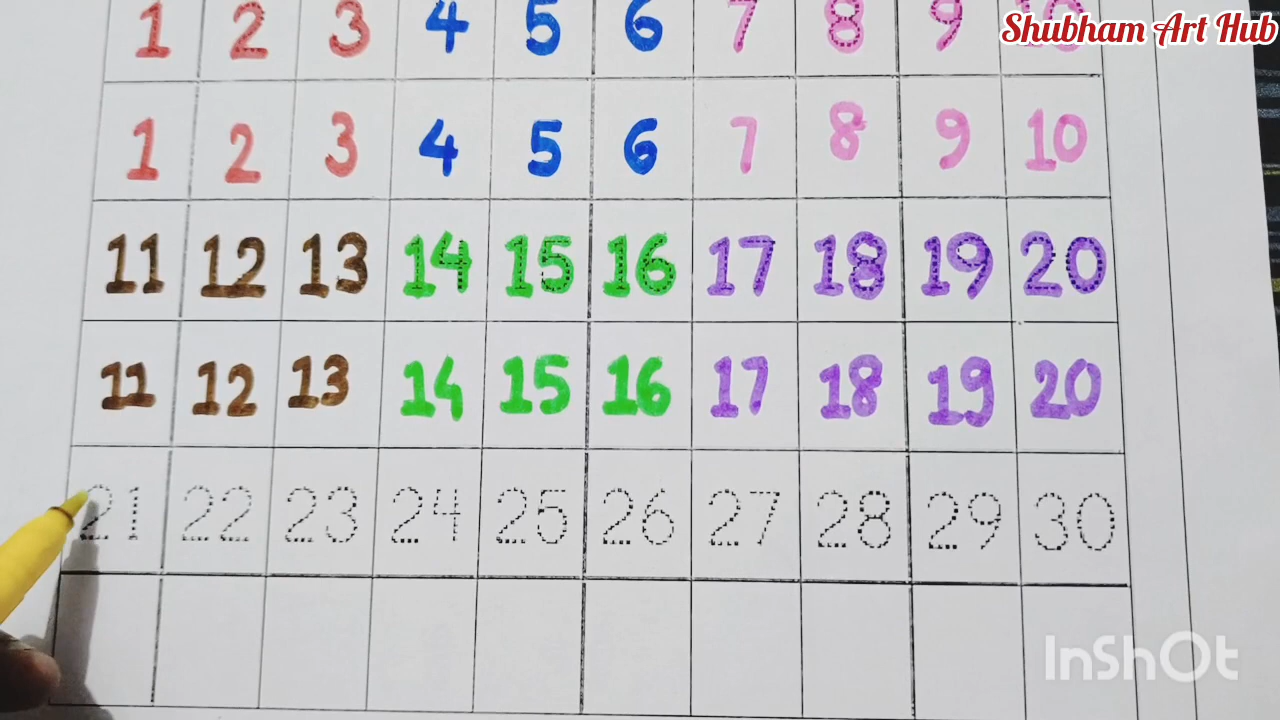 Shubham Art Hub
1 2 3 4 5 6 7 8 9 10
1 2 3 4 5 6 7 8 9 10
11 12 13 14 15 16 17 18 19 20
11 12 13 14 15 16 17 18 19 20
21 22 23 24 25 26 27 28 29 30
InShOt